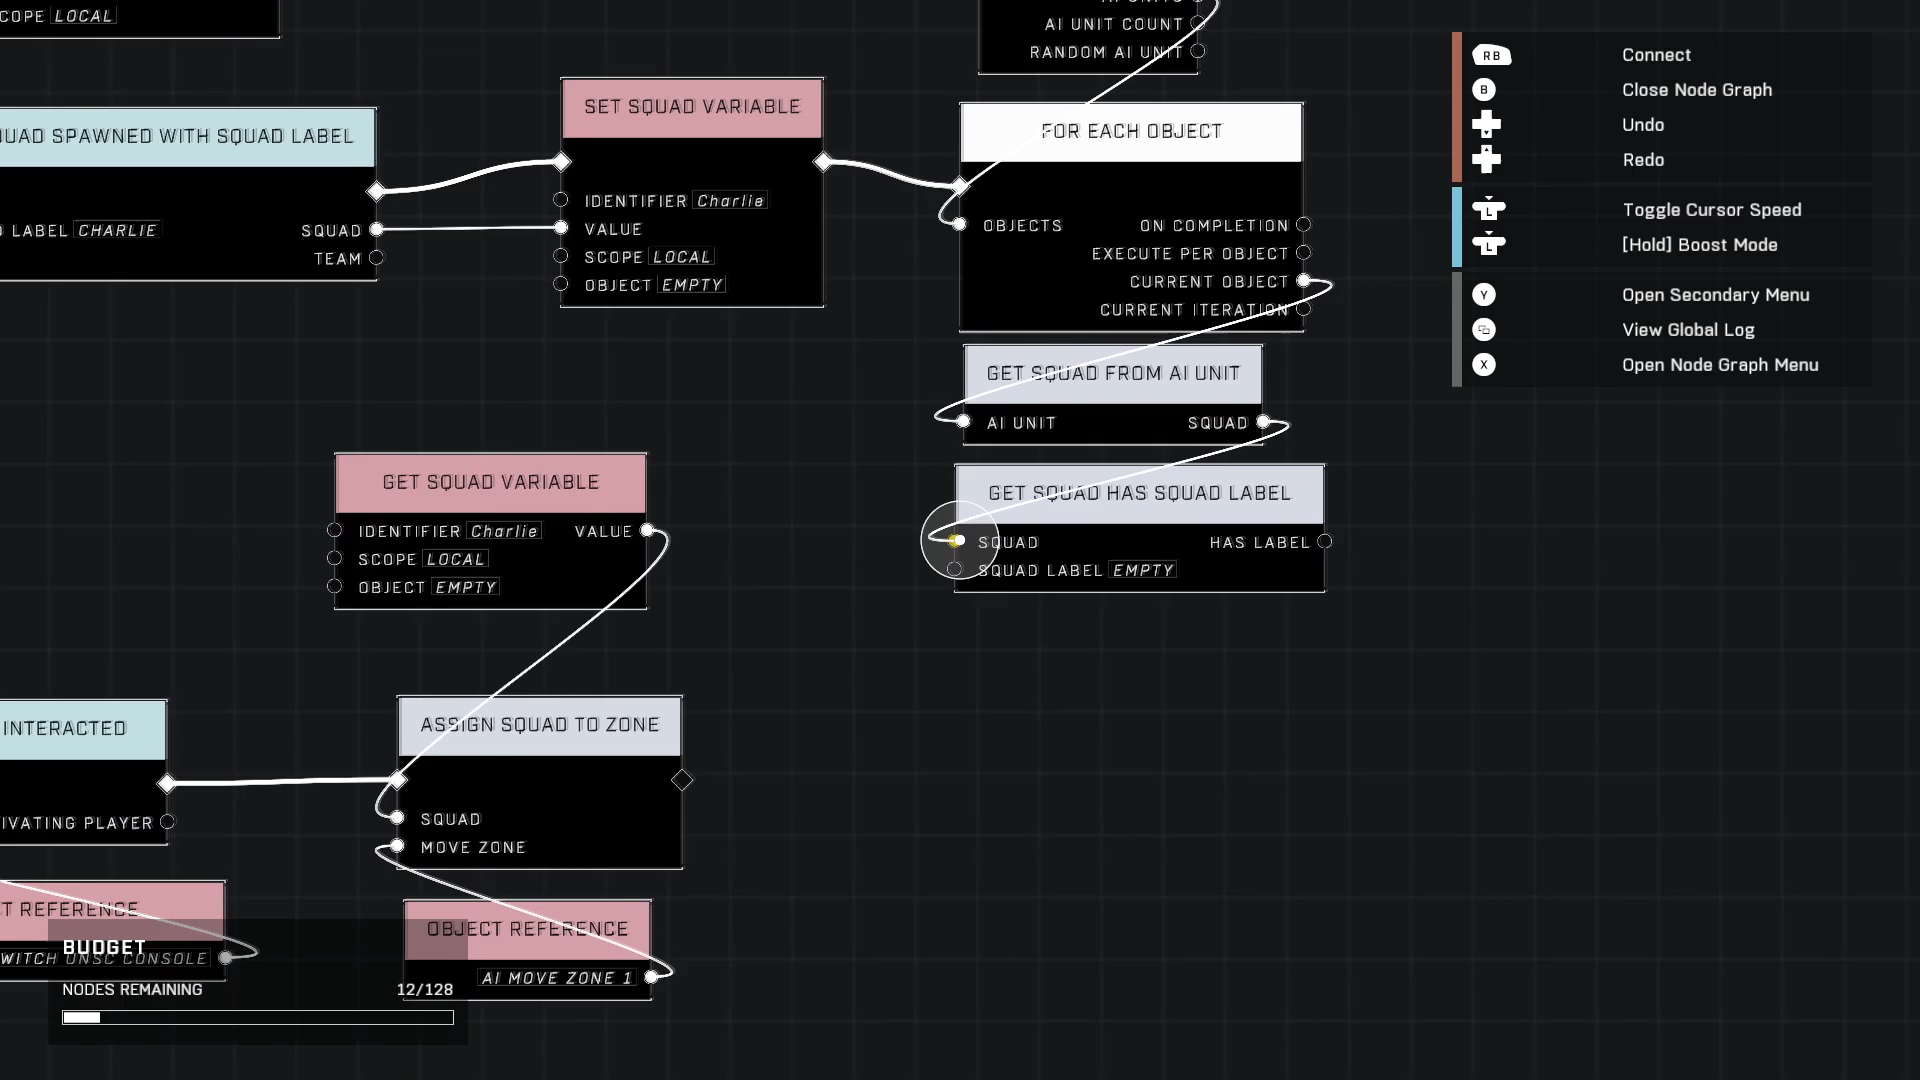 SCOPE LOCAL
AI UNIT COUNT
RANDOM AI UNIT
SQUAD SPAWNED WITH SQUAD LABEL
LABEL CHARLIE
SQUAD
TEAM
SET SQUAD VARIABLE
IDENTIFIER Charlie
VALUE
SCOPE LOCAL
OBJECT EMPTY
FOR EACH OBJECT
OBJECTS
ON COMPLETION
EXECUTE PER OBJECT
CURRENT OBJECT
CURRENT ITERATION
GET SQUAD FROM AI UNIT
AI UNIT
SQUAD
GET SQUAD HAS SQUAD LABEL
SQUAD
HAS LABEL
SQUAD LABEL EMPTY
GET SQUAD VARIABLE
IDENTIFIER Charlie
VALUE
SCOPE LOCAL
OBJECT EMPTY
INTERACTED
IVATING PLAYER
ASSIGN SQUAD TO ZONE
SQUAD
MOVE ZONE
T REFERENCE
WITCH UNSC CONSOLE
OBJECT REFERENCE
AI MOVE ZONE 1
BUDGET
NODES REMAINING
12/128
RB Connect
B Close Node Graph
Undo
Redo
L Toggle Cursor Speed
L [Hold] Boost Mode
Y Open Secondary Menu
View Global Log
X Open Node Graph Menu